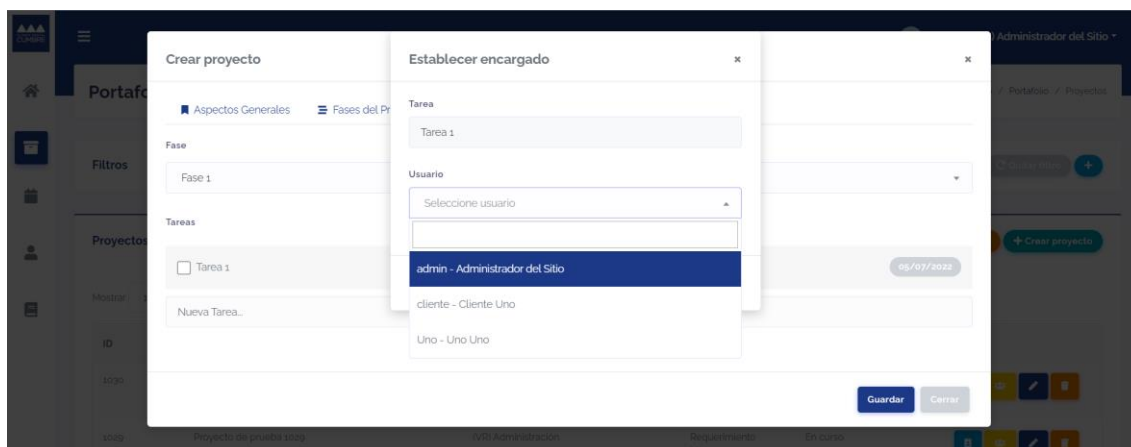 CUMBRE
Administrador del Sitio
Crear proyecto
Establecer encargado
Portafo
/ Portafolio / Proyectos
Aspectos Generales
Fases del Pr
Tarea
Tarea 1
Fase
Filtros
Fase 1
Usuario
Seleccione usuario
Tareas
Proyectos
+ Crear proyecto
Tarea 1
admin - Administrador del Sitio
05/07/2022
cliente - Cliente Uno
Mostrar
Nueva Tarea...
Uno - Uno Uno
ID
1030
Guardar
Cerrar
1029
Proyecto de prueba 1029
(VRI) Administración
Requerimiento
En curso